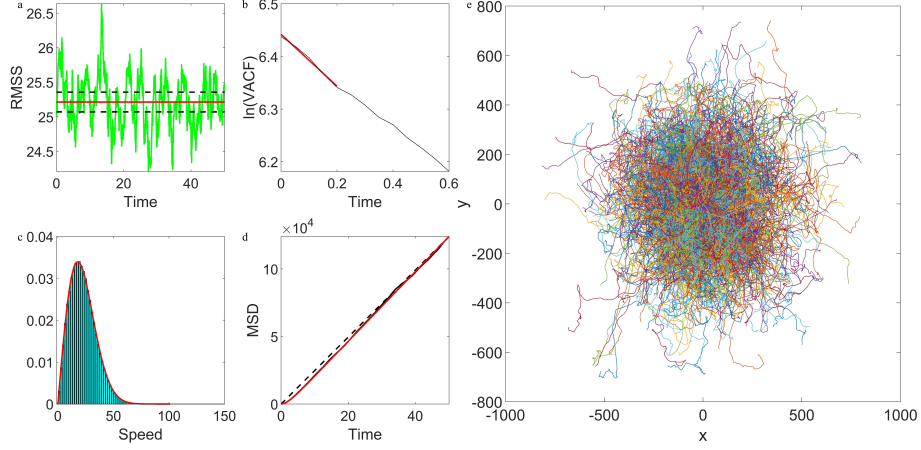 a
26.5
26
25.5
25
24.5
RMSS
0 20 40
Time
b
6.5
6.4
6.3
6.2
ln(VACF)
0 0.2 0.4 0.6
Time
c
0.04
0.03
0.02
0.01
0
0 50 100 150
Speed
d
×10⁴
10
5
0
MSD
0 20 40
Time
e
800
600
400
200
0
-200
-400
-600
-800
y
-1000 -500 0 500 1000
x